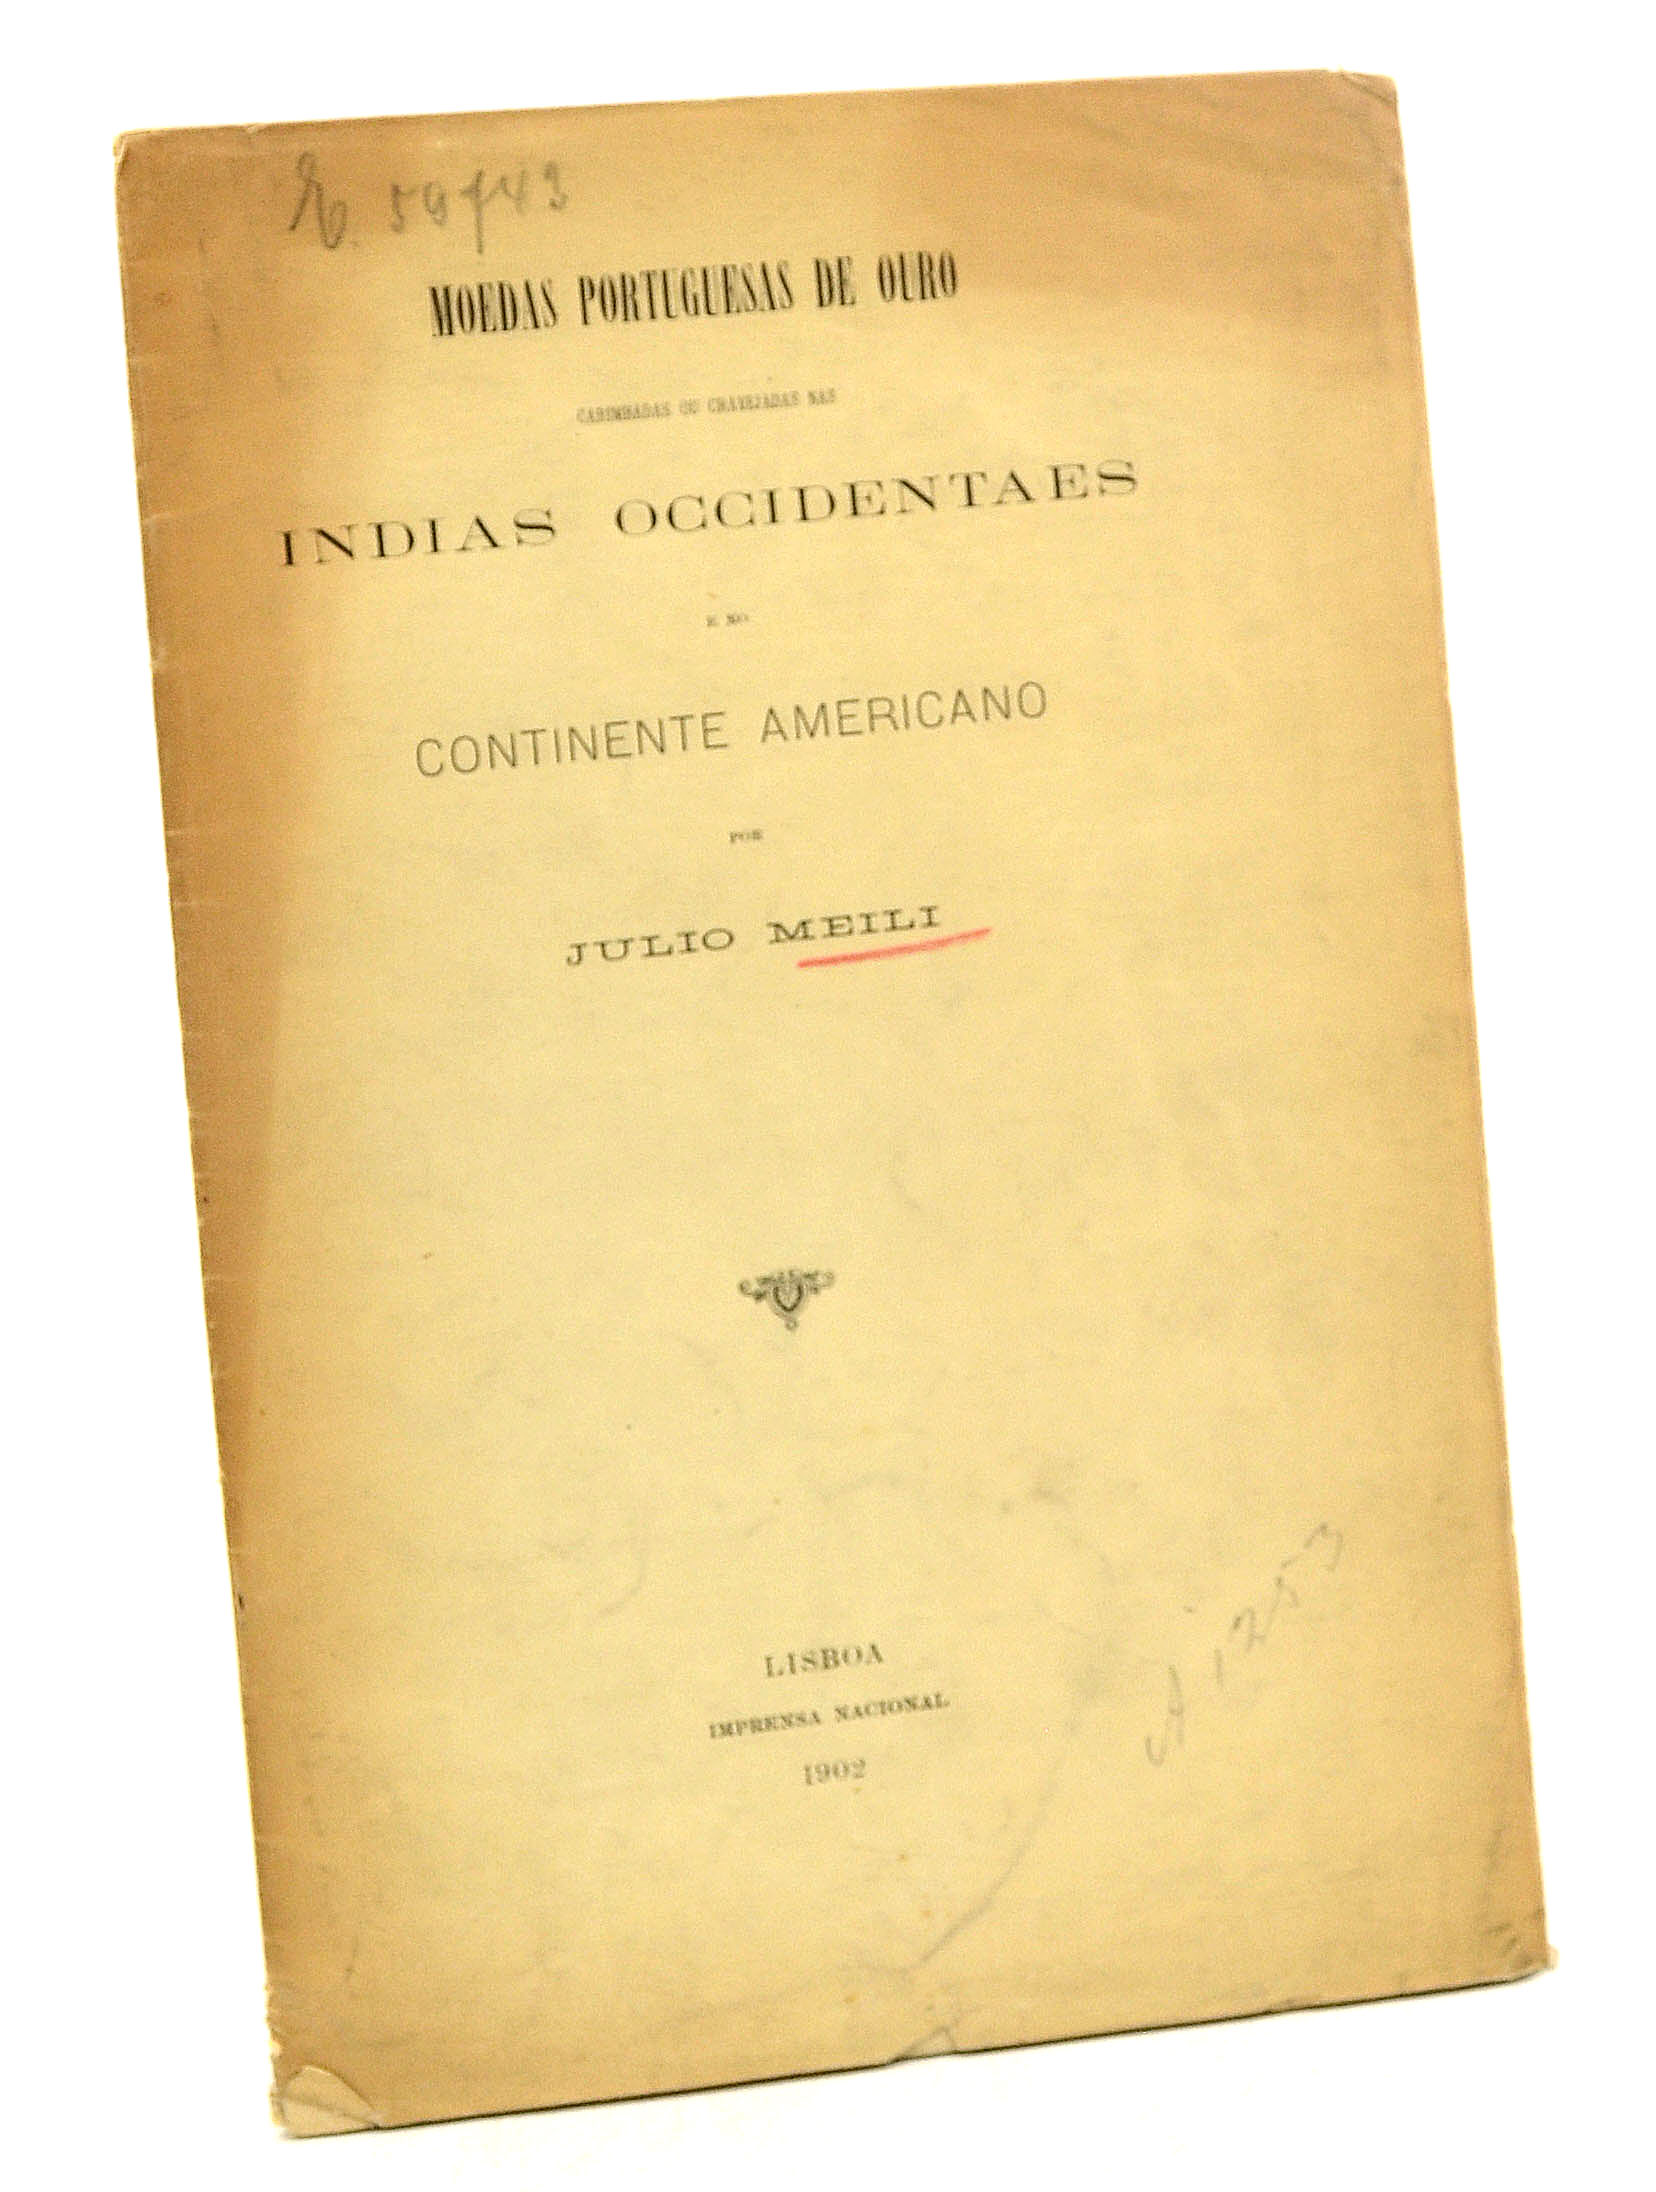 MOEDAS PORTUGUESAS DE OURO
CARIMBADAS OU CRAVEJADAS NAS
INDIAS OCCIDENTAES
E NO
CONTINENTE AMERICANO
POR
JULIO MEILI
LISBOA
IMPRENSA NACIONAL
1902